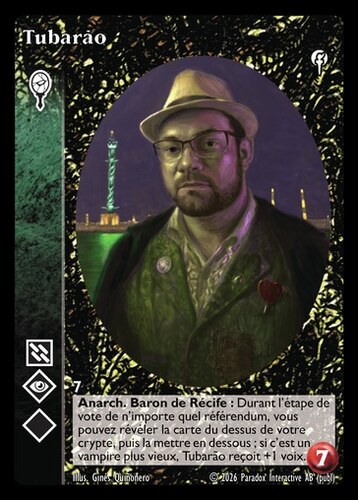 Tubarão
7
Anarch. Baron de Récife : Durant l'étape de
vote de n'importe quel référendum, vous
pouvez révéler la carte du dessus de votre
crypte, puis la mettre en dessous ; si c'est un
vampire plus vieux, Tubarão reçoit +1 voix.
7
Illus. Ginés Quiñonero
© 2026 Paradox Interactive AB (publ)